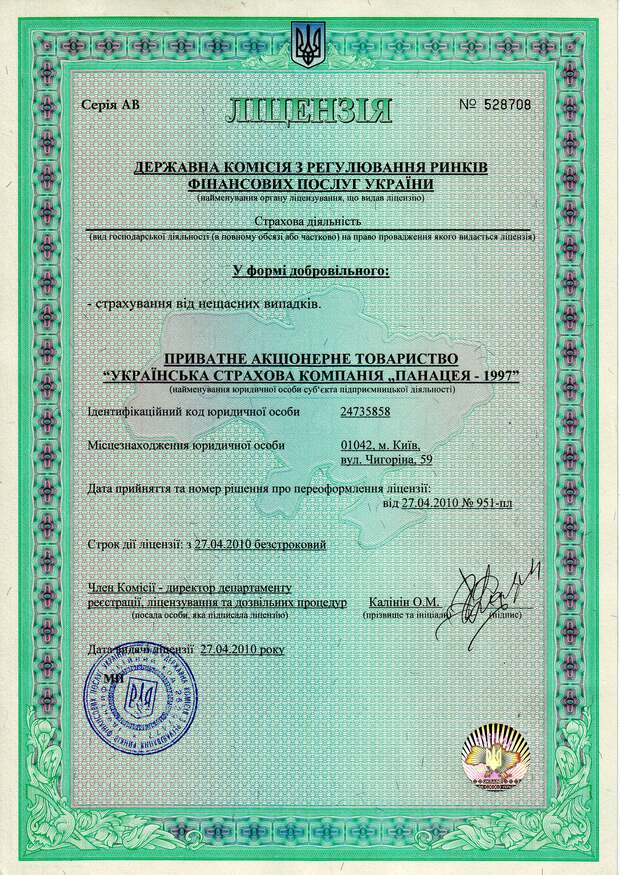 Серія АВ
ЛІЦЕНЗІЯ
№ 528708
ДЕРЖАВНА КОМІСІЯ З РЕГУЛЮВАННЯ РИНКІВ
ФІНАНСОВИХ ПОСЛУГ УКРАЇНИ
(найменування органу ліцензування, що видав ліцензію)
Страхова діяльність
(вид господарської діяльності (в повному обсязі або частково) на право провадження якого видається ліцензія)
У формі добровільного:
- страхування від нещасних випадків.
ПРИВАТНЕ АКЦІОНЕРНЕ ТОВАРИСТВО
“УКРАЇНСЬКА СТРАХОВА КОМПАНІЯ „ПАНАЦЕЯ - 1997”
(найменування юридичної особи суб’єкта підприємницької діяльності)
Ідентифікаційний код юридичної особи 24735858
Місцезнаходження юридичної особи 01042, м. Київ,
вул. Чигоріна, 59
Дата прийняття та номер рішення про переоформлення ліцензії:
від 27.04.2010 № 951-пл
Строк дії ліцензії: з 27.04.2010 безстроковий
Член Комісії - директор департаменту
реєстрації, ліцензування та дозвільних процедур Калінін О.М.
(посада особи, яка підписала ліцензію) (прізвище та ініціали) (підпис)
Дата видачі ліцензії 27.04.2010 року
МП